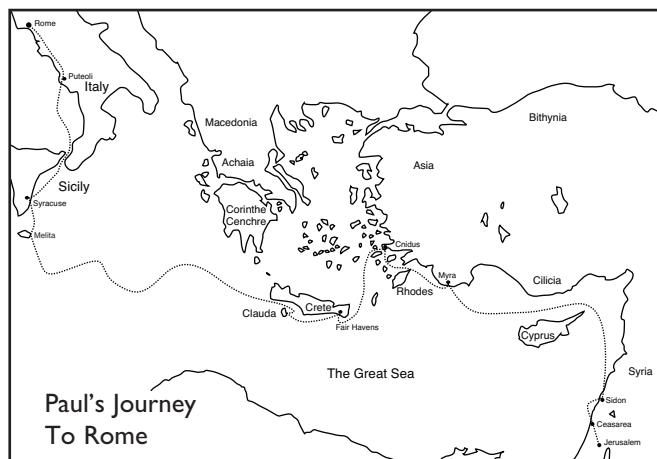 Rome
Puteoli
Italy
Macedonia
Bithynia
Achaia
Asia
Sicily
Syracuse
Corinthe
Cenchre
Melita
Cnidus
Myra
Rhodes
Cilicia
Clauda
Crete
Fair Havens
Cyprus
The Great Sea
Syria
Sidon
Ceasarea
Jerusalem
Paul's Journey
To Rome